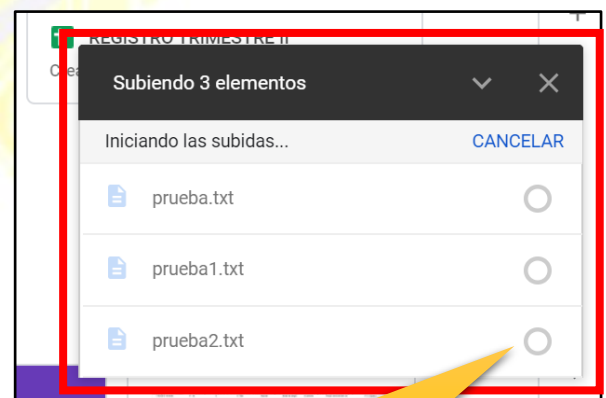 REGISTRO TRIMESTRE II
Subiendo 3 elementos
Iniciando las subidas...
CANCELAR
prueba.txt
prueba1.txt
prueba2.txt